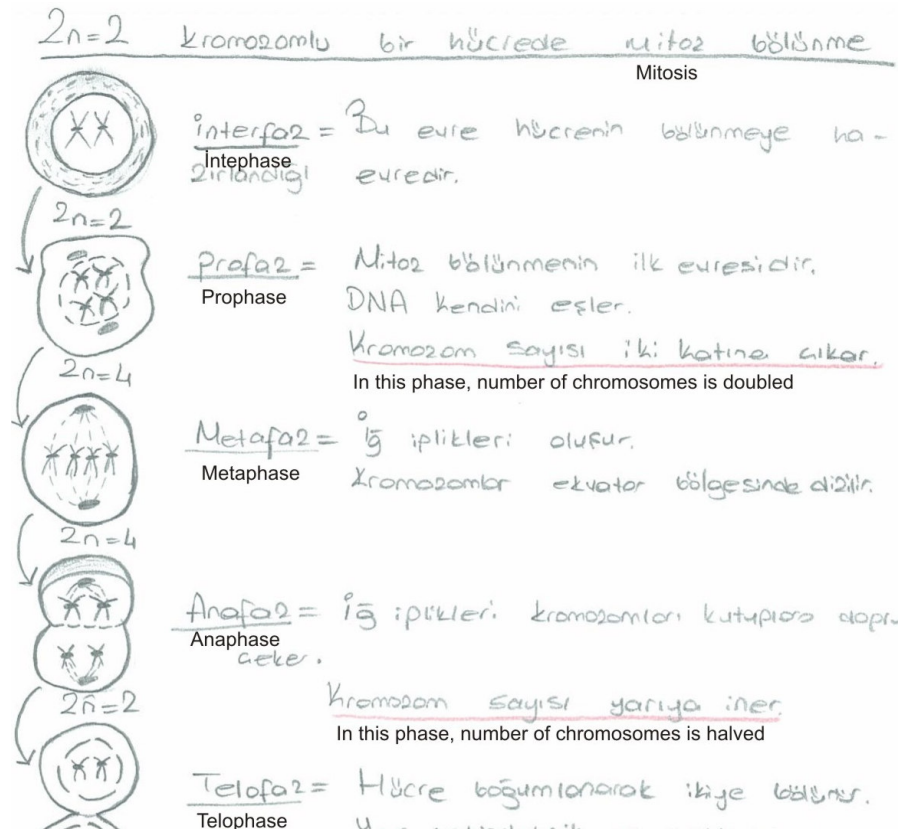 2n=2 Kromozomlu bir hücrede mitoz bölünme
Mitosis
İnterfaz = Bu evre hücrenin bölünmeye ha-
İntephase
zırlandığı evredir.
2n=2
Profaz = Mitoz bölünmenin ilk evresidir.
Prophase
DNA kendini eşler.
Kromozom sayısı iki katına çıkar.
2n=4
In this phase, number of chromosomes is doubled
Metafaz = İğ iplikleri oluşur.
Metaphase
Kromozomlar ekvator bölgesinde dizilir.
2n=4
Anafaz = İğ iplikleri kromozomları kutuplara doğru
Anaphase
çeker.
2n=2
Kromozom sayısı yarıya iner.
In this phase, number of chromosomes is halved
Telofaz = Hücre boğumlanarak ikiye bölünür.
Telophase